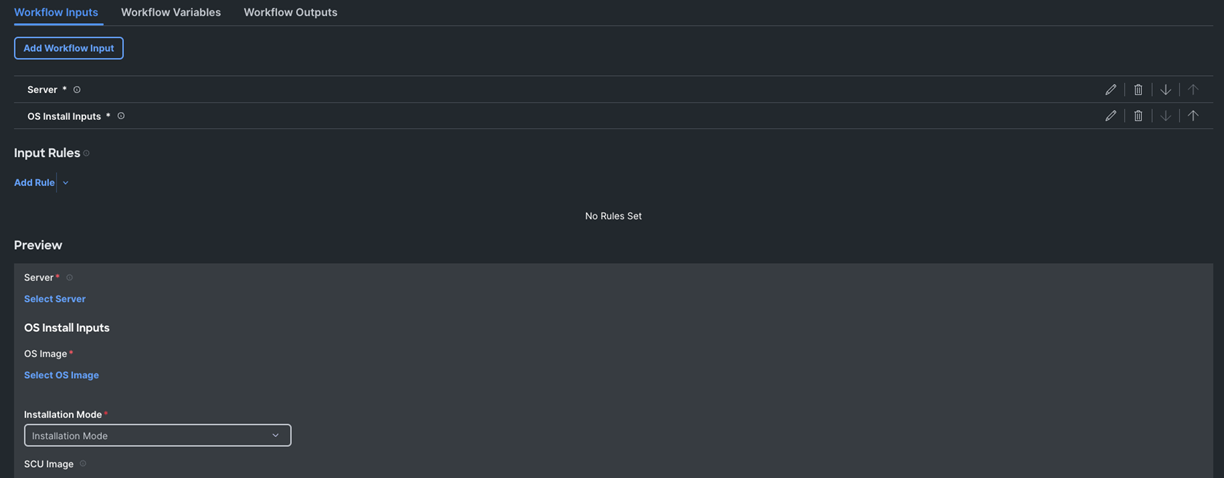 Workflow Inputs Workflow Variables Workflow Outputs
Add Workflow Input
Server *
OS Install Inputs *
Input Rules
Add Rule
No Rules Set
Preview
Server*
Select Server
OS Install Inputs
OS Image*
Select OS Image
Installation Mode*
Installation Mode
SCU Image